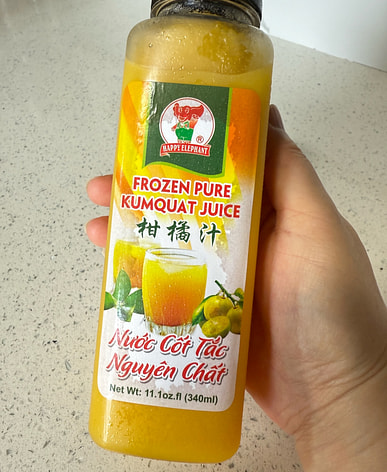 HAPPY ELEPHANT ®
FROZEN PURE
KUMQUAT JUICE
柑橘汁
Nước Cốt Tắc
Nguyên Chất
Net Wt: 11.1oz.fl (340ml)